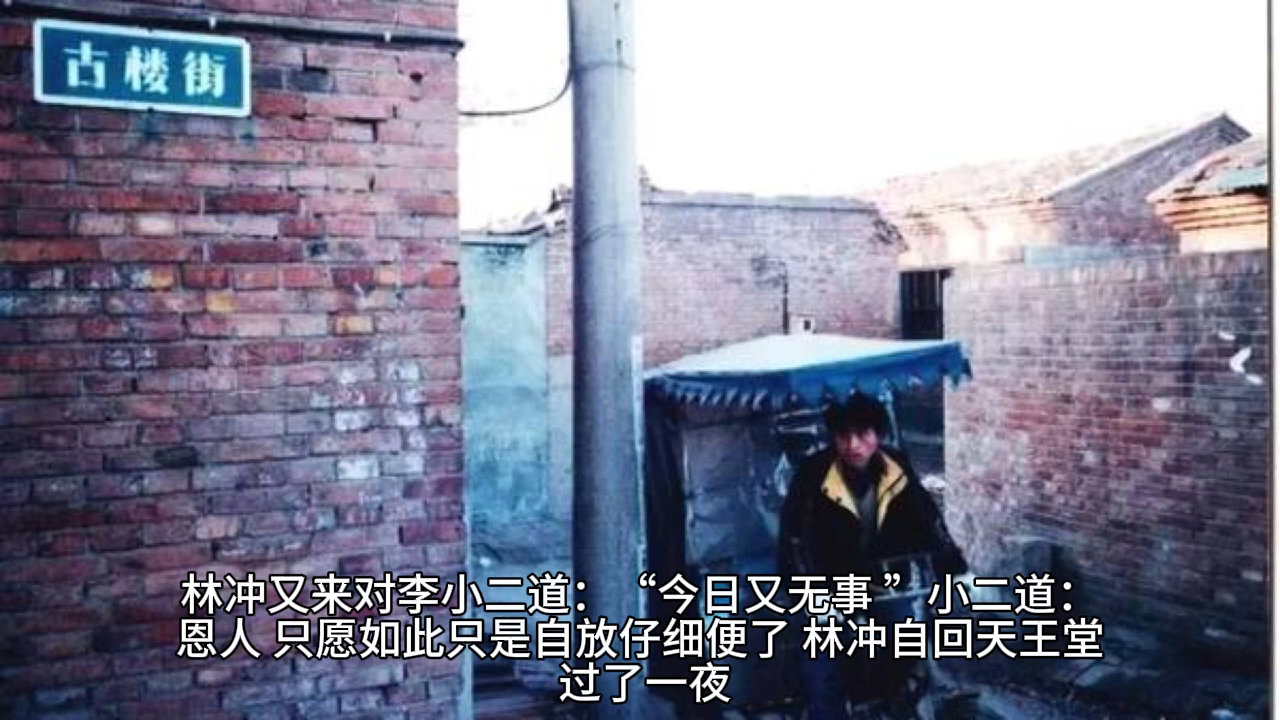 古楼街
林冲又来对李小二道：“今日又无事” 小二道：
恩人 只愿如此只是自放仔细便了 林冲自回天王堂
过了一夜